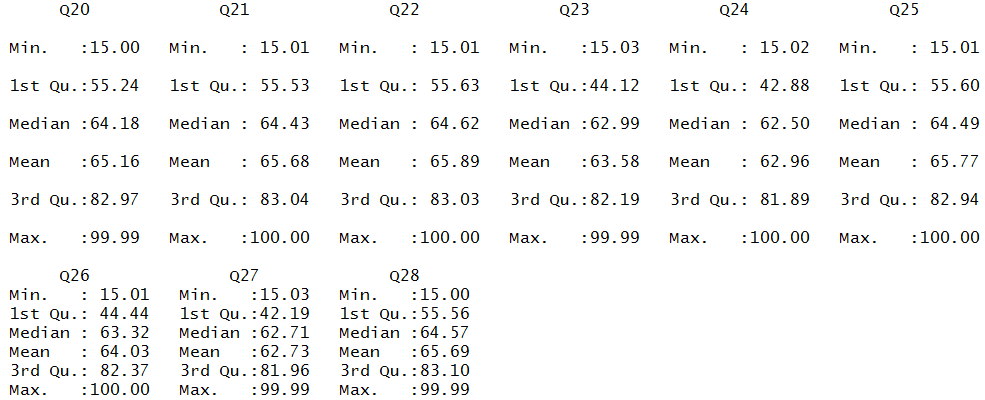 Q20 Q21 Q22 Q23 Q24 Q25
Min.   :15.00   Min.   : 15.01   Min.   : 15.01   Min.   :15.03   Min.   : 15.02   Min.   : 15.01
1st Qu.:55.24   1st Qu.: 55.53   1st Qu.: 55.63   1st Qu.:44.12   1st Qu.: 42.88   1st Qu.: 55.60
Median :64.18   Median : 64.43   Median : 64.62   Median :62.99   Median : 62.50   Median : 64.49
Mean   :65.16   Mean   : 65.68   Mean   : 65.89   Mean   :63.58   Mean   : 62.96   Mean   : 65.77
3rd Qu.:82.97   3rd Qu.: 83.04   3rd Qu.: 83.03   3rd Qu.:82.19   3rd Qu.: 81.89   3rd Qu.: 82.94
Max.   :99.99   Max.   :100.00   Max.   :100.00   Max.   :99.99   Max.   :100.00   Max.   :100.00
Q26 Q27 Q28
Min.   : 15.01   Min.   :15.03   Min.   :15.00
1st Qu.: 44.44   1st Qu.:42.19   1st Qu.:55.56
Median : 63.32   Median :62.71   Median :64.57
Mean   : 64.03   Mean   :62.73   Mean   :65.69
3rd Qu.: 82.37   3rd Qu.:81.96   3rd Qu.:83.10
Max.   :100.00   Max.   :99.99   Max.   :99.99